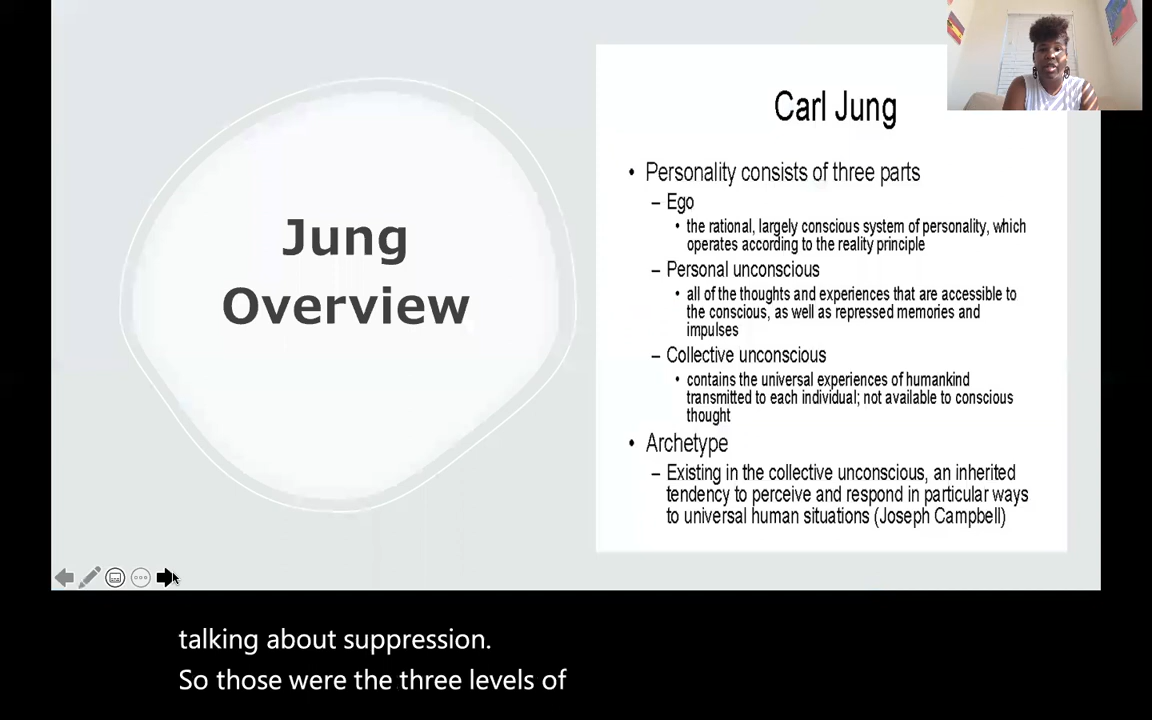 Jung
Overview
Carl Jung
• Personality consists of three parts
– Ego
• the rational, largely conscious system of personality, which
operates according to the reality principle
– Personal unconscious
• all of the thoughts and experiences that are accessible to
the conscious, as well as repressed memories and
impulses
– Collective unconscious
• contains the universal experiences of humankind
transmitted to each individual; not available to conscious
thought
• Archetype
– Existing in the collective unconscious, an inherited
tendency to perceive and respond in particular ways
to universal human situations (Joseph Campbell)
talking about suppression.
So those were the three levels of